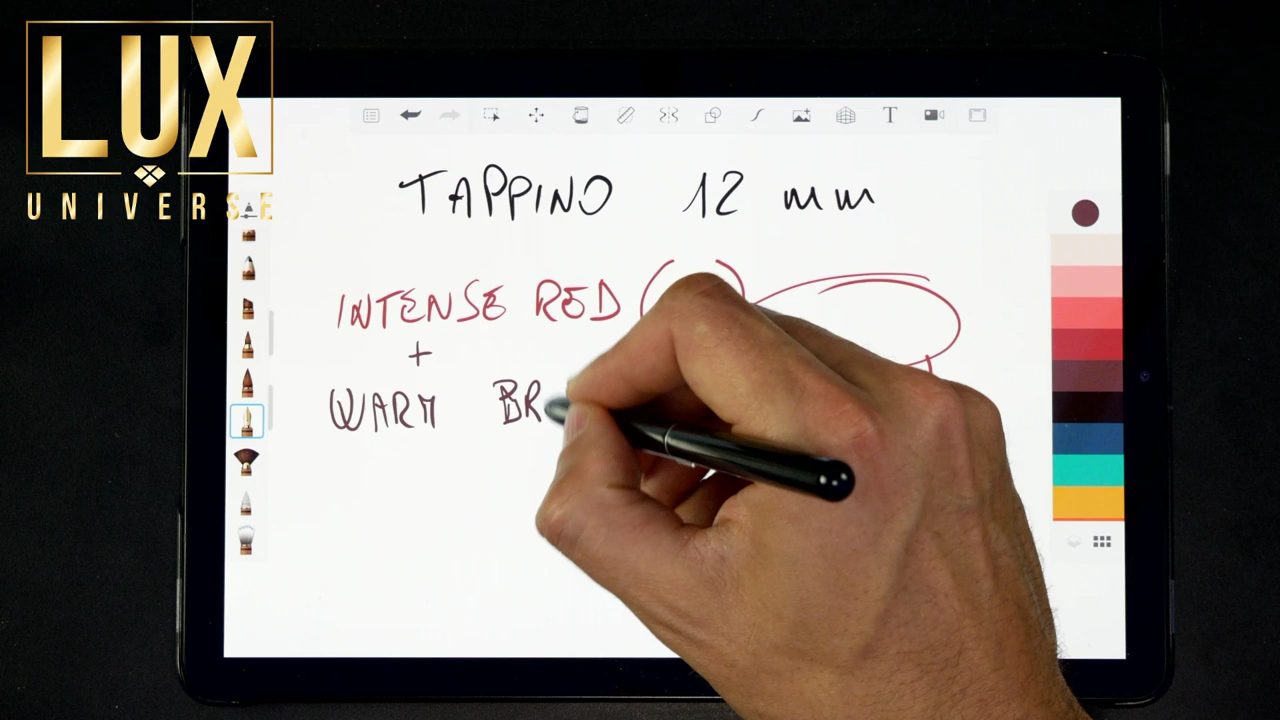 LUX
UNIVERSE
T
TAPPINO 12 mm
INTENSE RED (
+
WARM BR